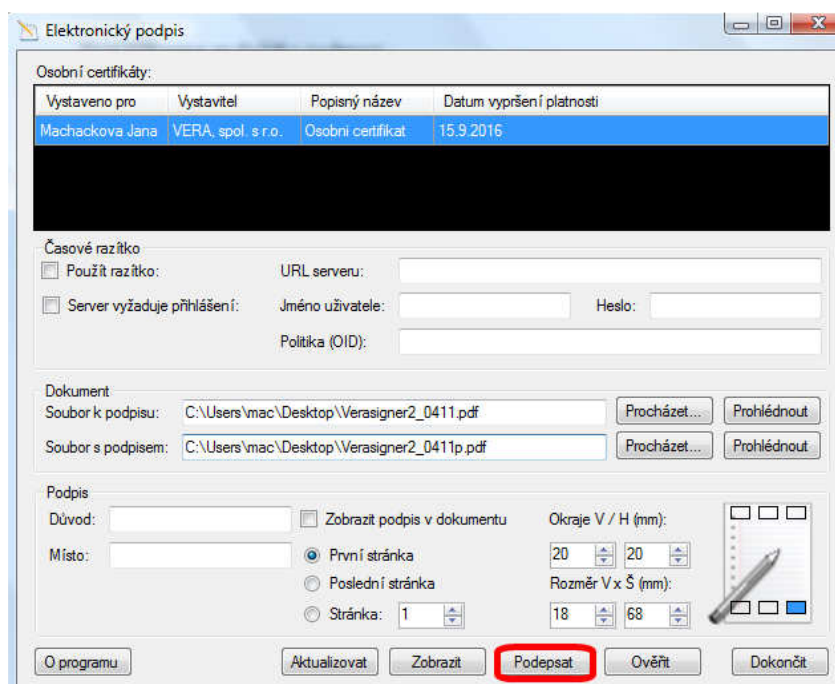 Elektronický podpis
Osobní certifikáty:
Vystaveno pro Vystavitel Popisný název Datum vypršení platnosti
Machackova Jana VERA, spol. s r.o. Osobni certifikat 15.9.2016
Časové razítko
Použít razítko: URL serveru:
Server vyžaduje přihlášení: Jméno uživatele: Heslo:
Politika (OID):
Dokument
Soubor k podpisu: C:\Users\mac\Desktop\Verasigner2_0411.pdf Procházet... Prohlédnout
Soubor s podpisem: C:\Users\mac\Desktop\Verasigner2_0411p.pdf Procházet... Prohlédnout
Podpis
Důvod: Zobrazit podpis v dokumentu Okraje V / H (mm):
Místo: První stránka 20 20
Poslední stránka Rozměr V x Š (mm):
Stránka: 1 18 68
O programu Aktualizovat Zobrazit Podepsat Ověřit Dokončit